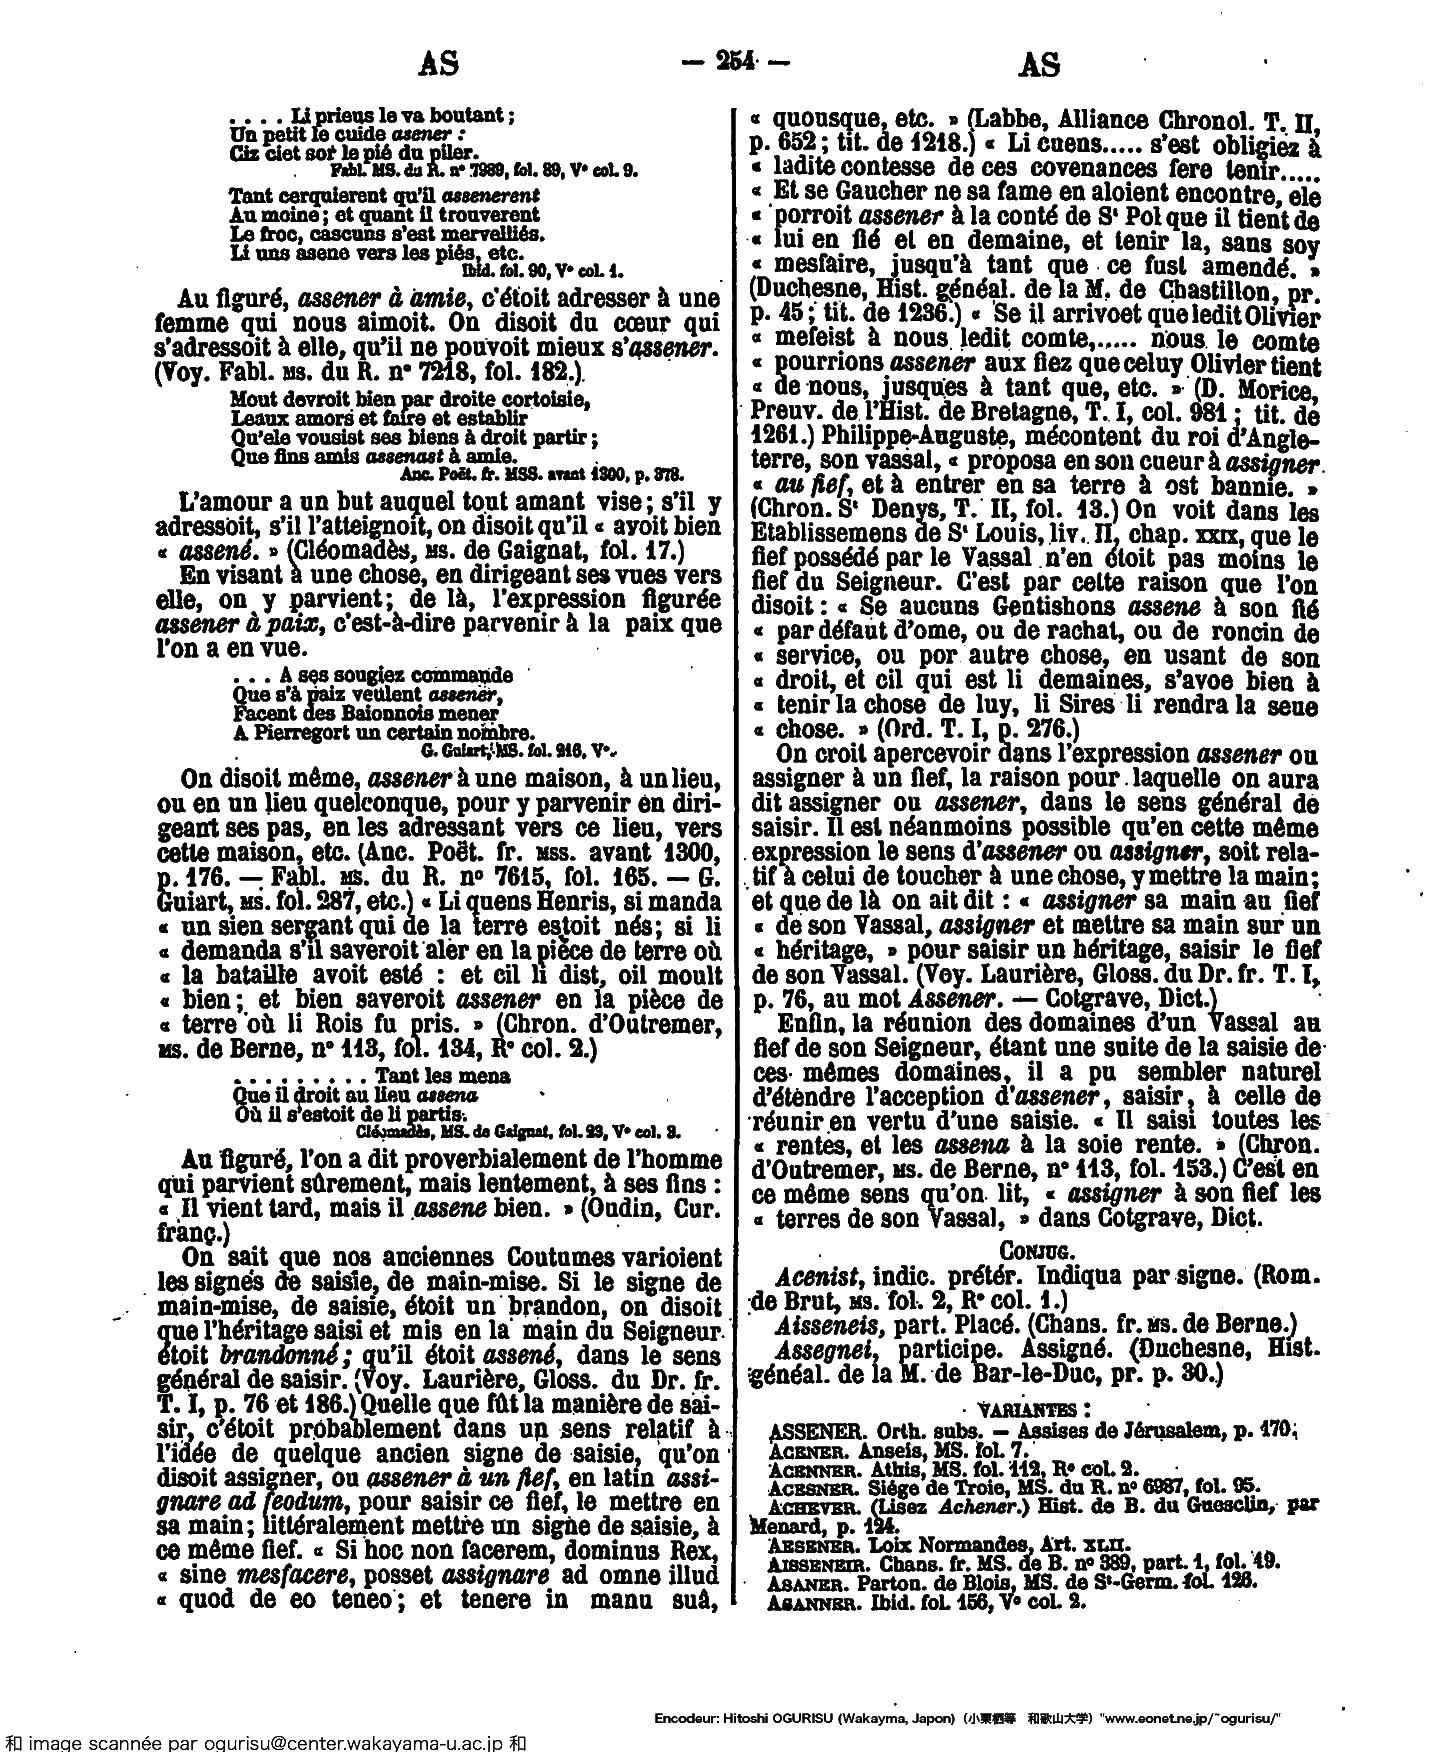 AS — 254 — AS
. . . . Li prieus le va boutant ;
Un petit le cuide asener :
Ciz ciet sor le pié du piler.
Fabl. MS. du R. n° 7989, fol. 89, V° col. 9.
Tant cerquierent qu'il assenerent
Au moine ; et quant il trouverent
Le froc, cascuns s'est mervelliés.
Li uns asene vers les piés, etc.
Ibid. fol. 90, V° col. 1.
Au figuré, assener à amie, c'étoit adresser à une
femme qui nous aimoit. On disoit du cœur qui
s'adressoit à elle, qu'il ne pouvoit mieux s'assener.
(Voy. Fabl. MS. du R. n° 7218, fol. 182.)
Mout devroit bien par droite cortoisie,
Leaux amors et faire et establir
Qu'ele vousist ses biens à droit partir ;
Que fins amis assenast à amie.
Anc. Poët. fr. MSS. avant 1300, p. 378.
L'amour a un but auquel tout amant vise ; s'il y
adressoit, s'il l'atteignoit, on disoit qu'il « avoit bien
« assené. » (Cléomadès, MS. de Gaignat, fol. 17.)
En visant à une chose, en dirigeant ses vues vers
elle, on y parvient ; de là, l'expression figurée
assener à paix, c'est-à-dire parvenir à la paix que
l'on a en vue.
. . . A ses sougiez commande
Que s'à paiz veulent assener,
Facent des Baionnois mener
A Pierregort un certain nombre.
G. Guiart, MS. fol. 216, V°.
On disoit même, assener à une maison, à un lieu,
ou en un lieu quelconque, pour y parvenir en diri-
geant ses pas, en les adressant vers ce lieu, vers
cette maison, etc. (Anc. Poët. fr. MSS. avant 1300,
p. 176. — Fabl. MS. du R. n° 7615, fol. 165. — G.
Guiart, MS. fol. 287, etc.) « Li quens Henris, si manda
« un sien sergant qui de la terre estoit nés ; si li
« demanda s'il saveroit aler en la pièce de terre où
« la bataille avoit esté : et cil li dist, oil moult
« bien ; et bien saveroit assener en la pièce de
« terre où li Rois fu pris. » (Chron. d'Outremer,
MS. de Berne, n° 113, fol. 134, R° col. 2.)
. . . . . . . . . Tant les mena
Que il droit au lieu assena
Où il s'estoit de li partis.
Cléomadès, MS. de Gaignat, fol. 23, V° col. 3.
Au figuré, l'on a dit proverbialement de l'homme
qui parvient sûrement, mais lentement, à ses fins :
« Il vient tard, mais il assene bien. » (Oudin, Cur.
franç.)
On sait que nos anciennes Coutumes varioient
les signes de saisie, de main-mise. Si le signe de
main-mise, de saisie, étoit un brandon, on disoit
que l'héritage saisi et mis en la main du Seigneur
étoit brandonné ; qu'il étoit assené, dans le sens
général de saisir. (Voy. Laurière, Gloss. du Dr. fr.
T. I, p. 76 et 186.) Quelle que fût la manière de sai-
sir, c'étoit probablement dans un sens relatif à
l'idée de quelque ancien signe de saisie, qu'on
disoit assigner, ou assener à un fief, en latin assi-
gnare ad feodum, pour saisir ce fief, le mettre en
sa main ; littéralement mettre un signe de saisie, à
ce même fief. « Si hoc non facerem, dominus Rex,
« sine mesfacere, posset assignare ad omne illud
« quod de eo teneo ; et tenere in manu suâ,
« quousque, etc. » (Labbe, Alliance Chronol. T. II,
p. 652 ; tit. de 1218.) « Li cuens..... s'est obligiez à
« ladite contesse de ces covenances fere tenir.....
« Et se Gaucher ne sa fame en aloient encontre, ele
« porroit assener à la conté de St Pol que il tient de
« lui en fié et en demaine, et tenir la, sans soy
« mesfaire, jusqu'à tant que ce fust amendé. »
(Duchesne, Hist. généal. de la M. de Chastillon, pr.
p. 45 ; tit. de 1236.) « Se il arrivoet que ledit Olivier
« mefeist à nous ledit comte,..... nous le comte
« pourrions assener aux fiez que celuy Olivier tient
« de nous, jusques à tant que, etc. » (D. Morice,
Preuv. de l'Hist. de Bretagne, T. I, col. 981 ; tit. de
1261.) Philippe-Auguste, mécontent du roi d'Angle-
terre, son vassal, « proposa en son cueur à assigner
« au fief, et à entrer en sa terre à ost bannie. »
(Chron. St Denys, T. II, fol. 13.) On voit dans les
Etablissemens de St Louis, liv. II, chap. XXIX, que le
fief possédé par le Vassal n'en étoit pas moins le
fief du Seigneur. C'est par cette raison que l'on
disoit : « Se aucuns Gentishons assene à son fié
« par défaut d'ome, ou de rachat, ou de roncin de
« service, ou por autre chose, en usant de son
« droit, et cil qui est li demaines, s'avoe bien à
« tenir la chose de luy, li Sires li rendra la seue
« chose. » (Ord. T. I, p. 276.)
On croit apercevoir dans l'expression assener ou
assigner à un fief, la raison pour laquelle on aura
dit assigner ou assener, dans le sens général de
saisir. Il est néanmoins possible qu'en cette même
expression le sens d'assener ou assigner, soit rela-
tif à celui de toucher à une chose, y mettre la main ;
et que de là on ait dit : « assigner sa main au fief
« de son Vassal, assigner et mettre sa main sur un
« héritage, » pour saisir un héritage, saisir le fief
de son Vassal. (Voy. Laurière, Gloss. du Dr. fr. T. I,
p. 76, au mot Assener. — Cotgrave, Dict.)
Enfin, la réunion des domaines d'un Vassal au
fief de son Seigneur, étant une suite de la saisie de
ces mêmes domaines, il a pu sembler naturel
d'étendre l'acception d'assener, saisir, à celle de
réunir en vertu d'une saisie. « Il saisi toutes les
« rentes, et les assena à la soie rente. » (Chron.
d'Outremer, MS. de Berne, n° 113, fol. 153.) C'est en
ce même sens qu'on lit, « assigner à son fief les
« terres de son Vassal, » dans Cotgrave, Dict.
CONJUG.
Acenist, indic. prétér. Indiqua par signe. (Rom.
de Brut, MS. fol. 2, R° col. 1.)
Aisseneis, part. Placé. (Chans. fr. MS. de Berne.)
Assegnei, participe. Assigné. (Duchesne, Hist.
généal. de la M. de Bar-le-Duc, pr. p. 30.)
VARIANTES :
ASSENER. Orth. subs. — Assises de Jérusalem, p. 170;
ACENER. Anseis, MS. fol. 7.
ACENNER. Athis, MS. fol. 112, R° col. 2.
ACESNER. Siége de Troie, MS. du R. n° 6987, fol. 95.
ACHEVER. (Lisez Achener.) Hist. de B. du Guesclin, par
Menard, p. 124.
AESENER. Loix Normandes, Art. XLII.
AISSENEIR. Chans. fr. MS. de B. n° 389, part. 1, fol. 49.
ASANER. Parton. de Blois, MS. de St-Germ. fol. 126.
ASANNER. Ibid. fol. 156, V° col. 2.
Encodeur: Hitoshi OGURISU (Wakayma, Japon) (小栗栖等 和歌山大学) "www.eonet.ne.jp/~ogurisu/"
和 image scannée par ogurisu@center.wakayama-u.ac.jp 和